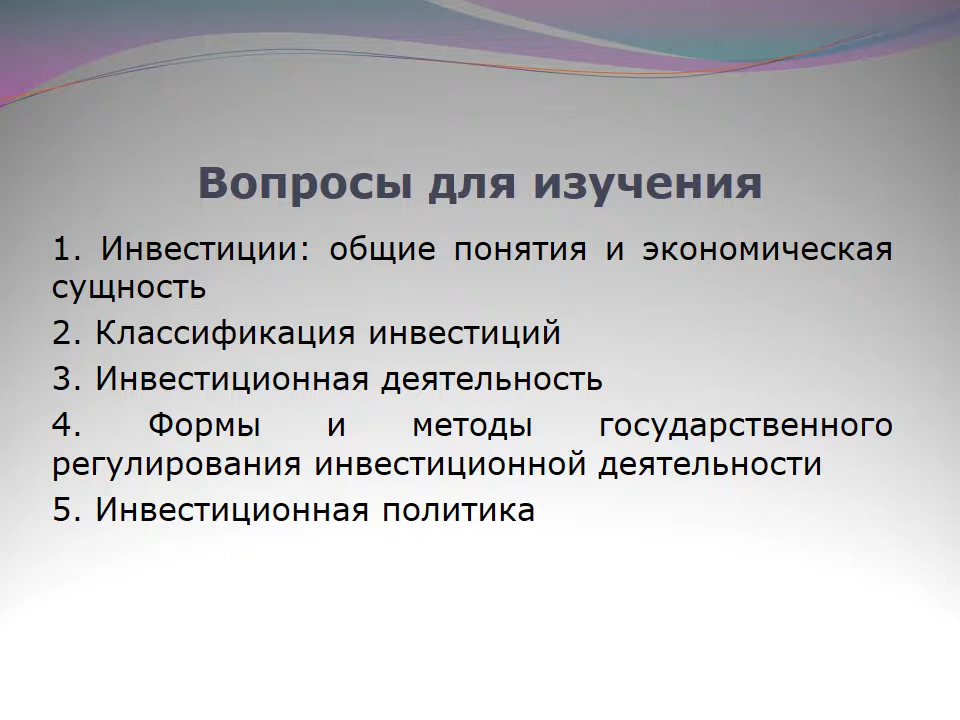 Вопросы для изучения
1. Инвестиции: общие понятия и экономическая
сущность
2. Классификация инвестиций
3. Инвестиционная деятельность
4. Формы и методы государственного
регулирования инвестиционной деятельности
5. Инвестиционная политика